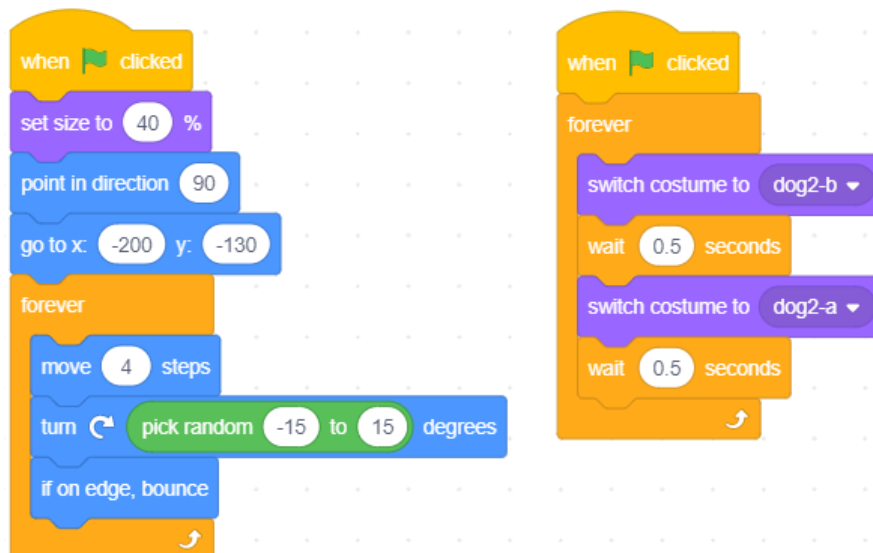 when clicked
set size to 40 %
point in direction 90
go to x: -200 y: -130
forever
move 4 steps
turn pick random -15 to 15 degrees
if on edge, bounce
when clicked
forever
switch costume to dog2-b
wait 0.5 seconds
switch costume to dog2-a
wait 0.5 seconds